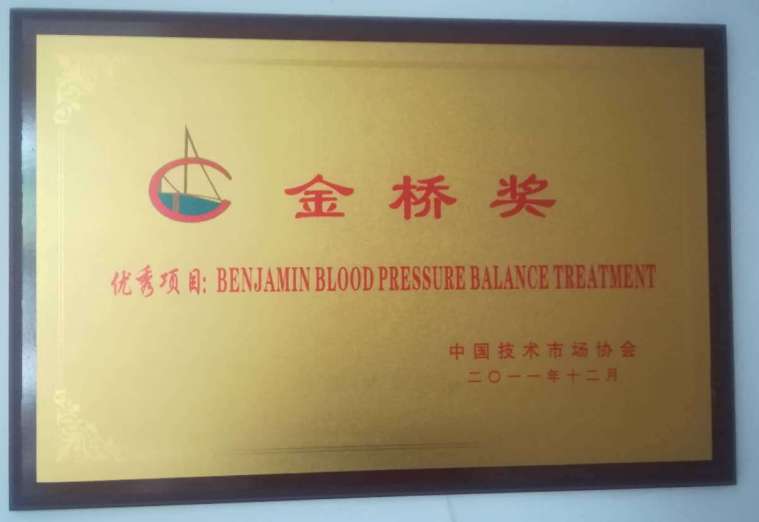 金桥奖
优秀项目: BENJAMIN BLOOD PRESSURE BALANCE TREATMENT
中国技术市场协会
二〇一一年十二月